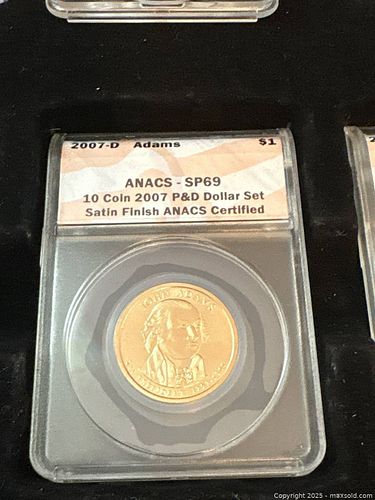 2007-D Adams $1
ANACS - SP69
10 Coin 2007 P&D Dollar Set
Satin Finish ANACS Certified
JOHN ADAMS
Copyright 2025 - maxsold.com